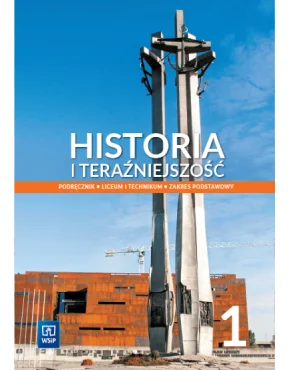 HISTORIA
I TERAŹNIEJSZOŚĆ
PODRĘCZNIK • LICEUM I TECHNIKUM • ZAKRES PODSTAWOWY
1
WSiP